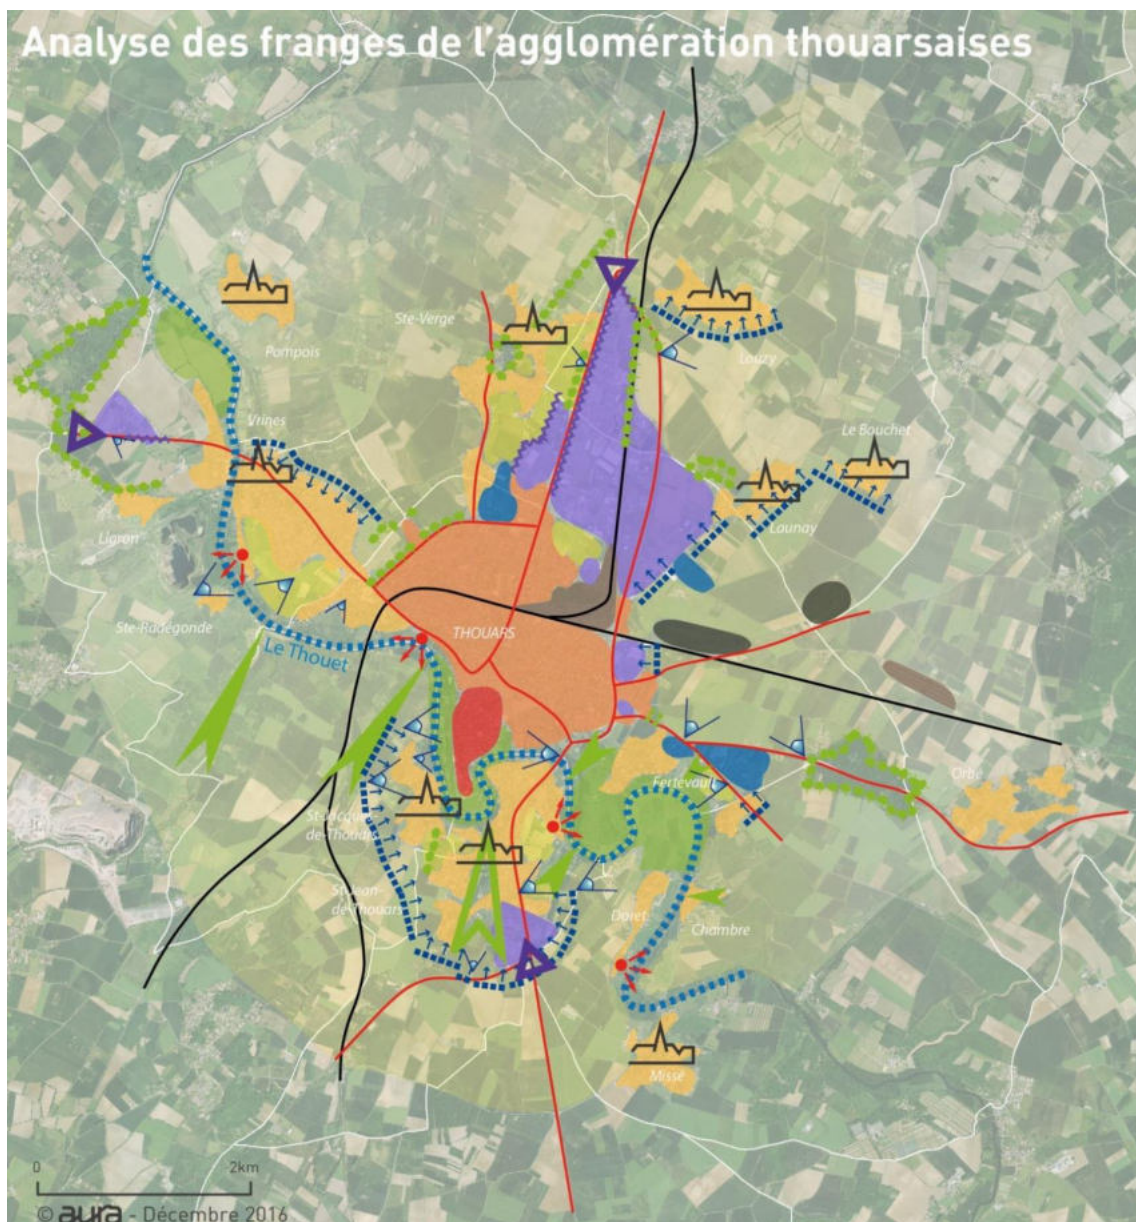 Analyse des franges de l'agglomération thouarsaises
Ste-Verge
Louzy
Pompois
Vrines
Le Bouchet
Launay
Ligron
Ste-Radégonde
Le Thouet
THOUARS
Fertevault
Orbé
St-Jacques-
de-Thouars
St-Jean-
de-Thouars
Doret
Chambre
Missé
0 2km
© aura - Décembre 2016